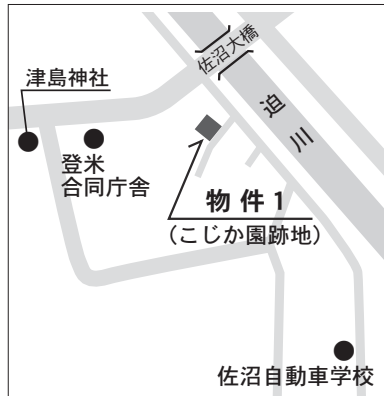 佐沼大橋
津島神社
迫川
登米
合同庁舎
物件1
(こじか園跡地)
佐沼自動車学校